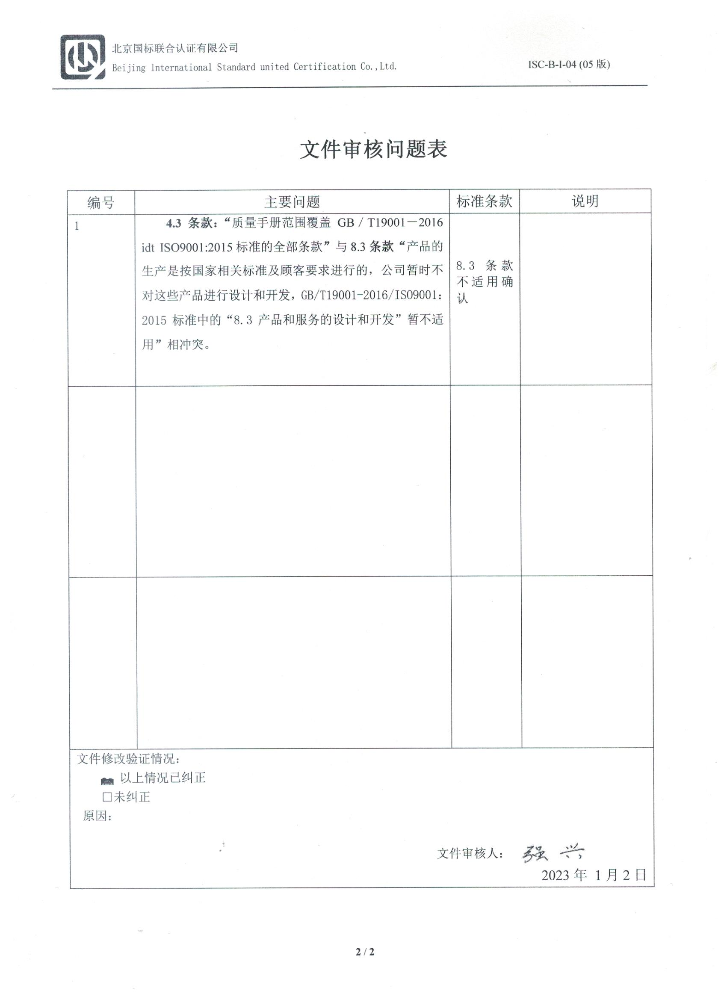 北京国标联合认证有限公司
Beijing International Standard united Certification Co.,Ltd.
ISC-B-I-04 (05 版)
文件审核问题表
编号
主要问题
标准条款
说明
1
4.3 条款：“质量手册范围覆盖 GB / T19001－2016
idt ISO9001:2015 标准的全部条款”与 8.3 条款“产品的
生产是按国家相关标准及顾客要求进行的，公司暂时不
对这些产品进行设计和开发，GB/T19001-2016/ISO9001：
2015 标准中的“8.3 产品和服务的设计和开发”暂不适
用”相冲突。
8.3 条款
不适用确
认
文件修改验证情况：
以上情况已纠正
□未纠正
原因：
文件审核人： 强兴
2023 年 1 月 2 日
2 / 2